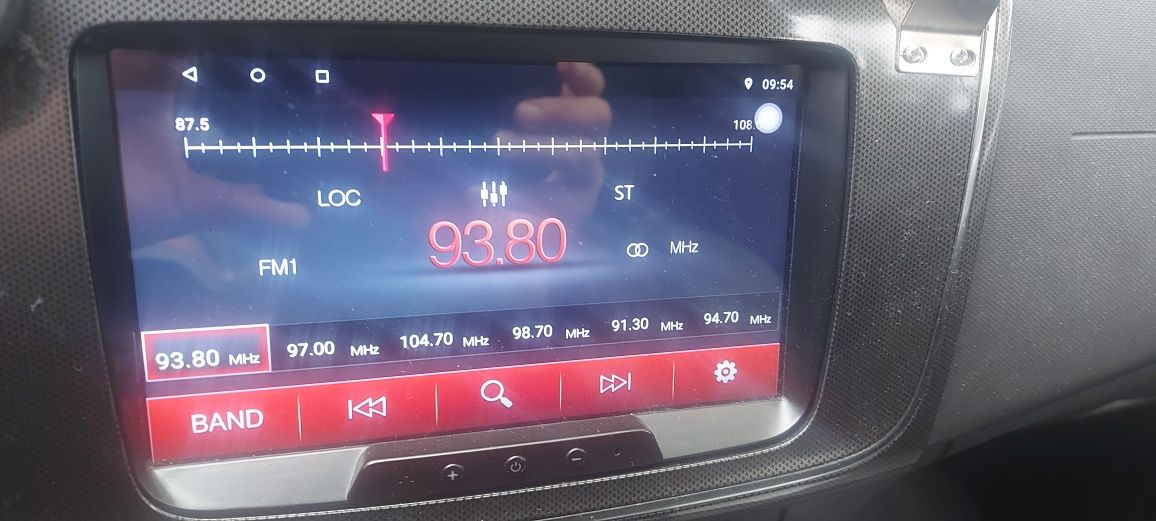 09:54
87.5 108.
LOC ST
93.80 MHz
FM1
93.80 MHz 97.00 MHz 104.70 MHz 98.70 MHz 91.30 MHz 94.70 MHz
BAND